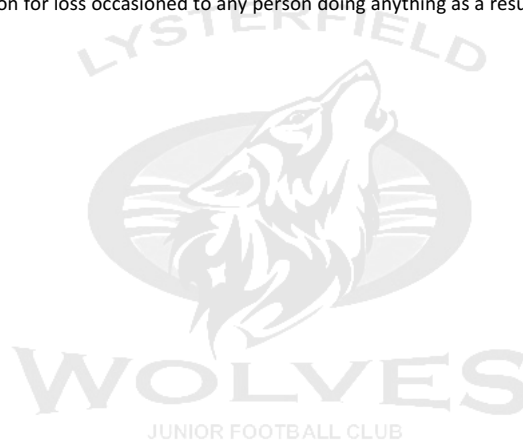 on for loss occasioned to any person doing anything as a resu
LYSTERFIELD
WOLVES
JUNIOR FOOTBALL CLUB